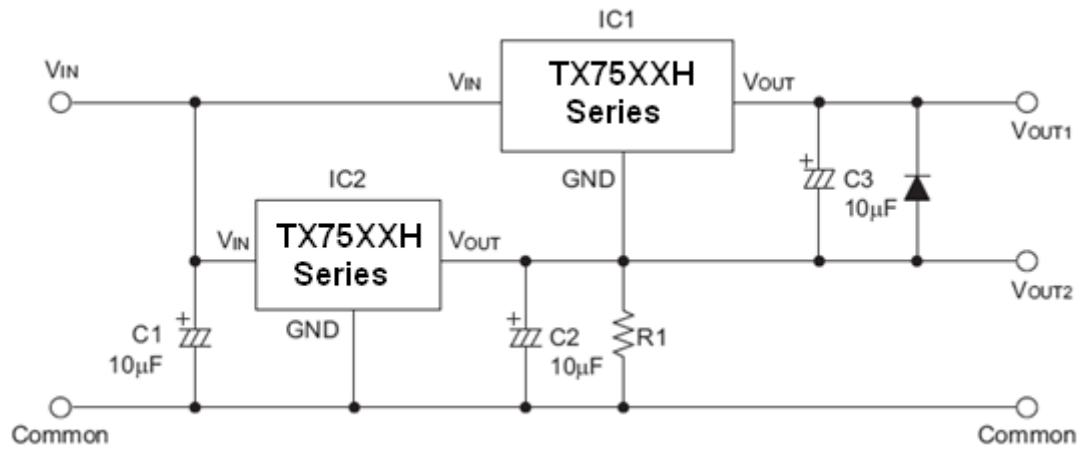 IC1
VIN
VIN
TX75XXH
Series
VOUT
VOUT1
GND
C3
10μF
IC2
VIN
TX75XXH
Series
VOUT
VOUT2
GND
C1
10μF
C2
10μF
R1
Common
Common